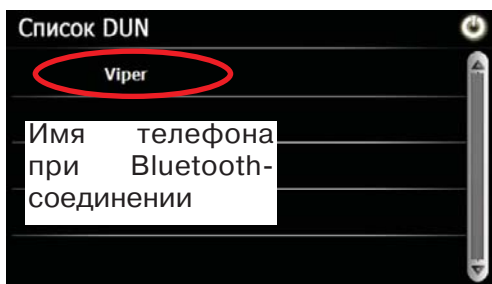 Список DUN
Viper
Имя телефона
при Bluetooth-
соединении